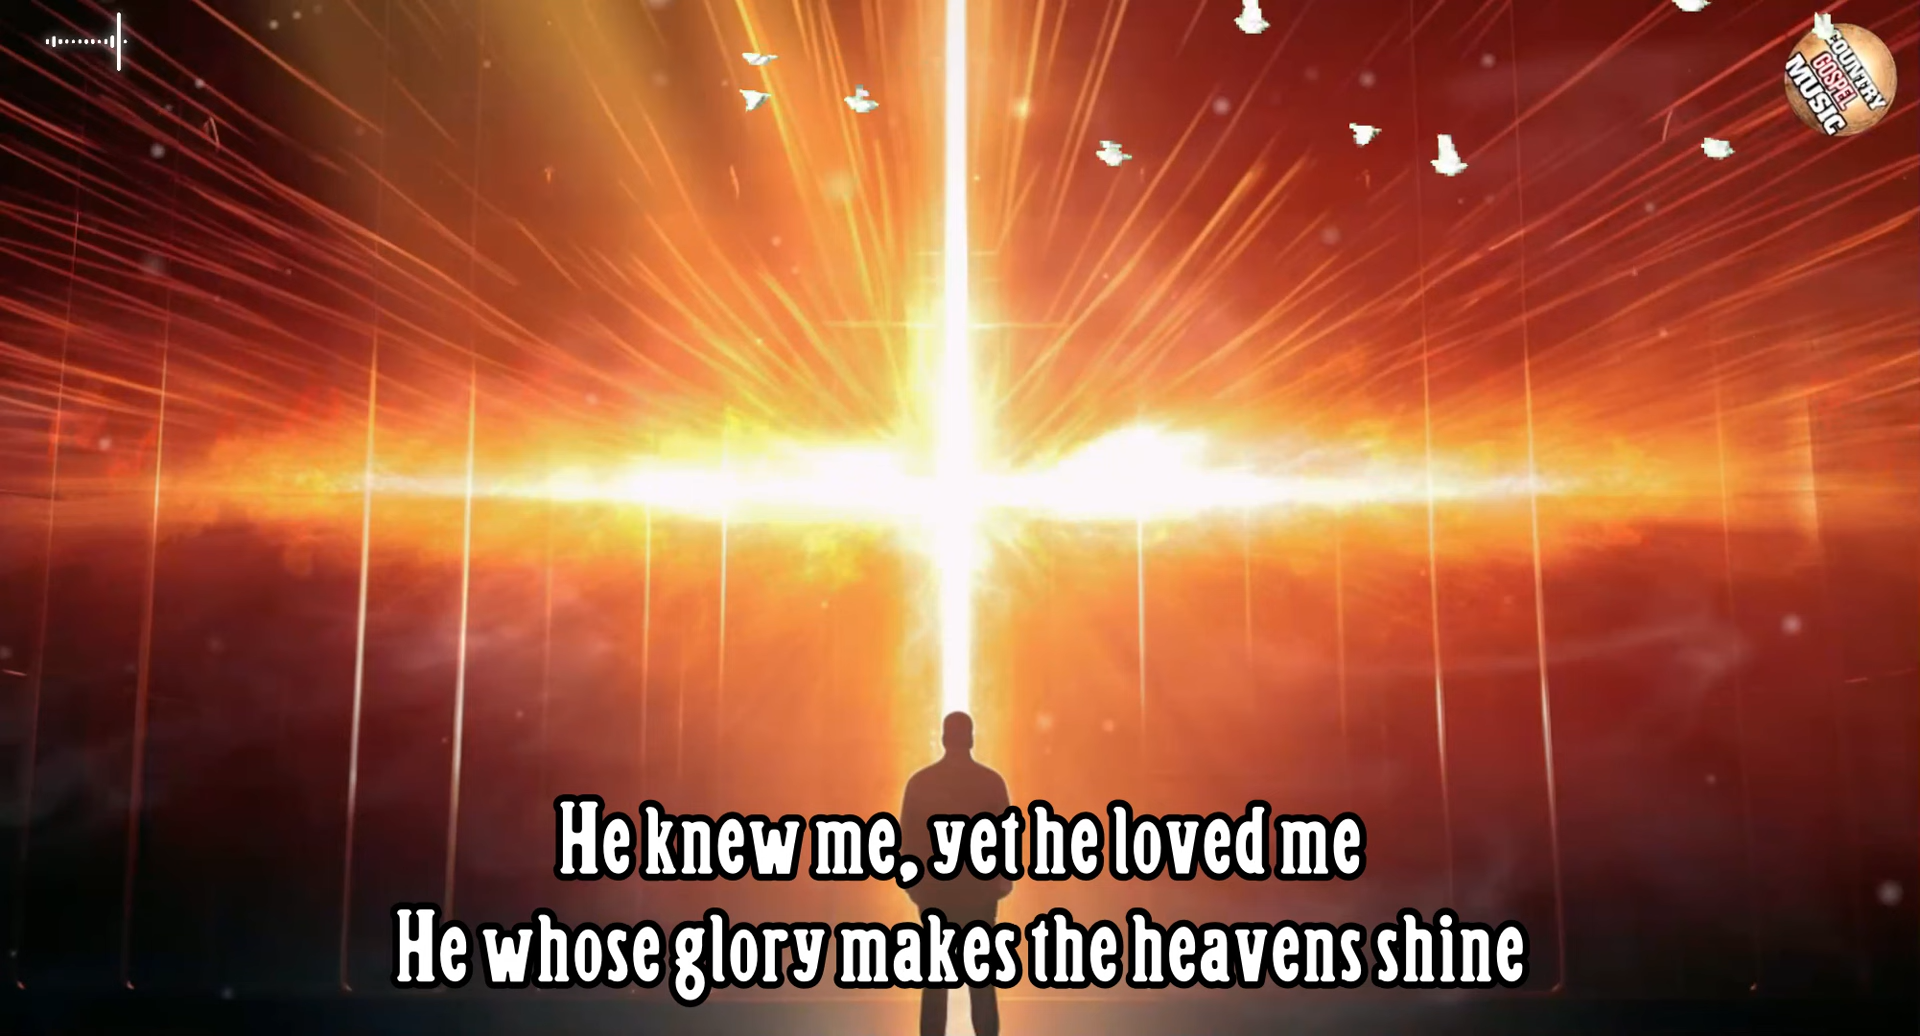 COUNTRY
GOSPEL
MUSIC
He knew me, yet he loved me
He whose glory makes the heavens shine